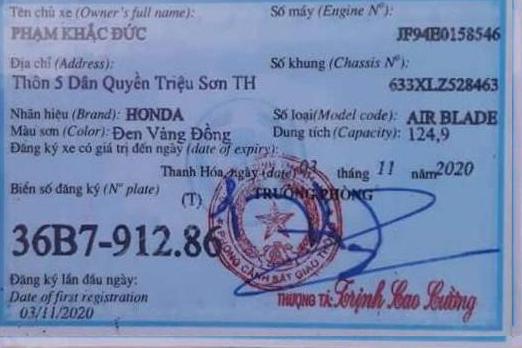 Tên chủ xe (Owner's full name): Số máy (Engine Nº):
PHẠM KHẮC ĐỨC JF94E0158546
Địa chỉ (Address): Số khung (Chassis Nº):
Thôn 5 Dân Quyền Triệu Sơn TH 633XLZ528463
Nhãn hiệu (Brand): HONDA Số loại (Model code): AIR BLADE
Màu sơn (Color): Đen Vàng Đồng Dung tích (Capacity): 124,9
Đăng ký xe có giá trị đến ngày (date of expiry):
Thanh Hóa, ngày (date) 03 tháng 11 năm 2020
Biển số đăng ký (Nº plate) (T) TRƯỞNG PHÒNG
36B7-912.86
PHÒNG CẢNH SÁT GIAO THÔNG
Đăng ký lần đầu ngày:
Date of first registration
03/11/2020
THƯỢNG TÁ: Trịnh Cao Cường